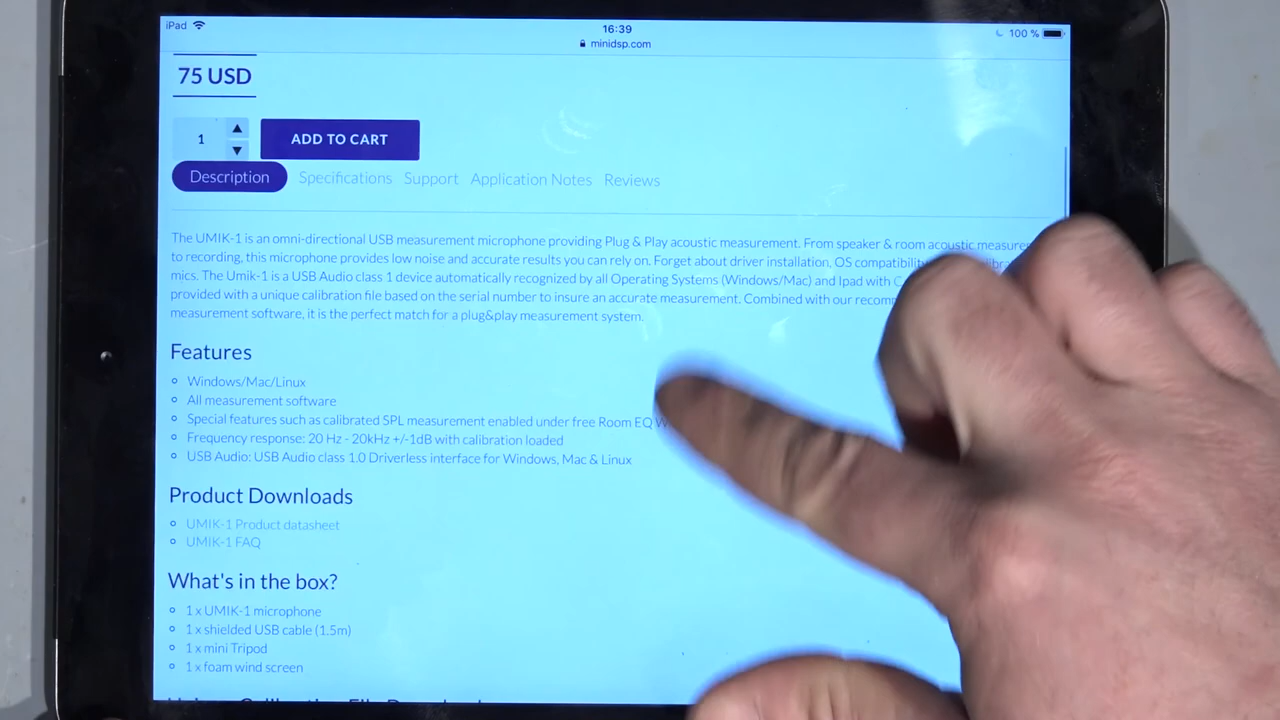 iPad
16:39
minidsp.com
100 %
75 USD
1
ADD TO CART
Description Specifications Support Application Notes Reviews
The UMIK-1 is an omni-directional USB measurement microphone providing Plug & Play acoustic measurement. From speaker & room acoustic measure
to recording, this microphone provides low noise and accurate results you can rely on. Forget about driver installation, OS compatibility
mics. The Umik-1 is a USB Audio class 1 device automatically recognized by all Operating Systems (Windows/Mac) and Ipad with
provided with a unique calibration file based on the serial number to insure an accurate measurement. Combined with our recom
measurement software, it is the perfect match for a plug&play measurement system.
Features
Windows/Mac/Linux
All measurement software
Special features such as calibrated SPL measurement enabled under free Room EQ W
Frequency response: 20 Hz - 20kHz +/-1dB with calibration loaded
USB Audio: USB Audio class 1.0 Driverless interface for Windows, Mac & Linux
Product Downloads
UMIK-1 Product datasheet
UMIK-1 FAQ
What's in the box?
1 x UMIK-1 microphone
1 x shielded USB cable (1.5m)
1 x mini Tripod
1 x foam wind screen